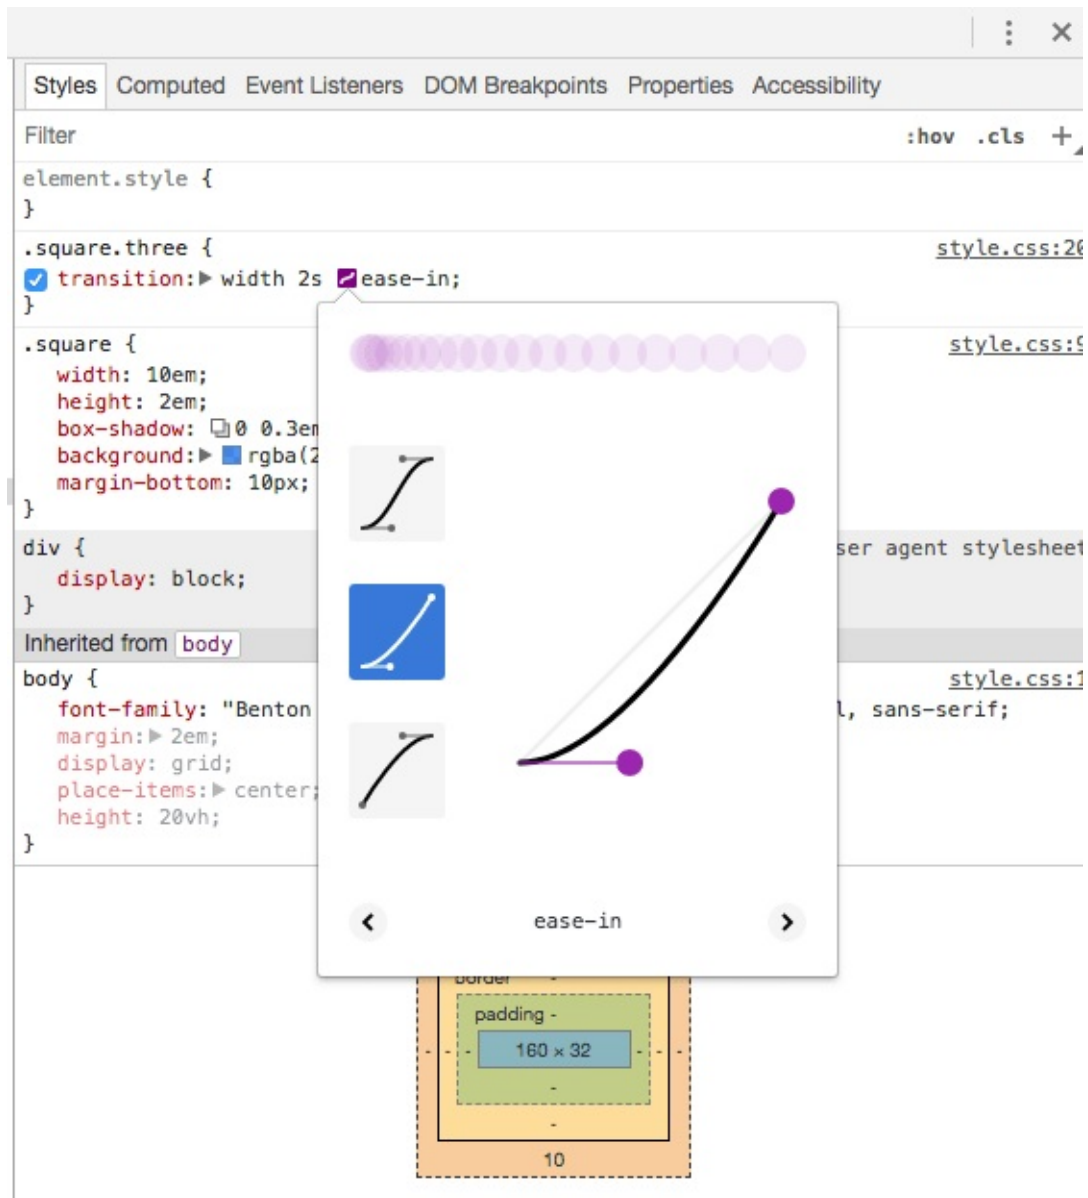 Styles Computed Event Listeners DOM Breakpoints Properties Accessibility
Filter :hov .cls +
element.style {
}
.square.three { style.css:20
transition: width 2s ease-in;
}
.square { style.css:9
width: 10em;
height: 2em;
box-shadow: 0 0.3em
background: rgba(2
margin-bottom: 10px;
}
div { ser agent stylesheet
display: block;
}
Inherited from body
body { style.css:1
font-family: "Benton l, sans-serif;
margin: 2em;
display: grid;
place-items: center;
height: 20vh;
}
ease-in
border -
padding -
- - - 160 × 32 - - -
-
-
10